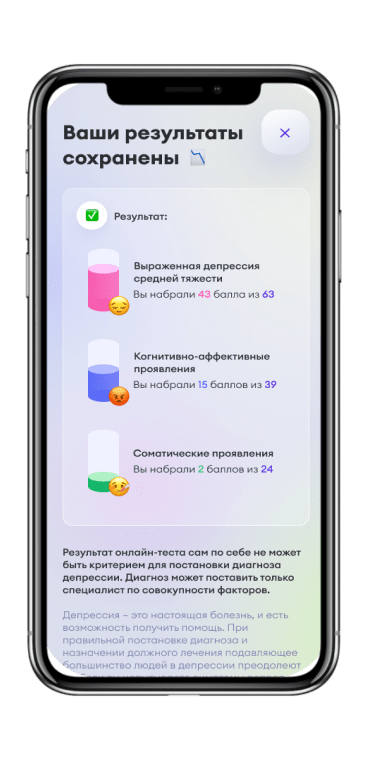 Ваши результаты
сохранены
Результат:
Выраженная депрессия
средней тяжести
Вы набрали 43 балла из 63
Когнитивно-аффективные
проявления
Вы набрали 15 баллов из 39
Соматические проявления
Вы набрали 2 баллов из 24
Результат онлайн-теста сам по себе не может
быть критерием для постановки диагноза
депрессии. Диагноз может поставить только
специалист по совокупности факторов.
Депрессия – это настоящая болезнь, и есть
возможность получить помощь. При
правильной постановке диагноза и
назначении должного лечения подавляющее
большинство людей в депрессии преодолеют